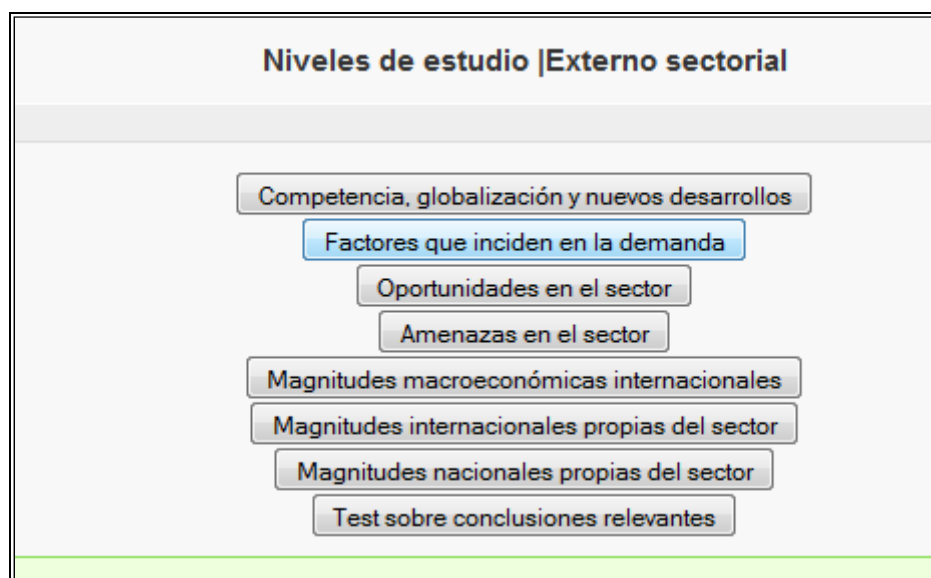 Niveles de estudio |Externo sectorial
Competencia, globalización y nuevos desarrollos
Factores que inciden en la demanda
Oportunidades en el sector
Amenazas en el sector
Magnitudes macroeconómicas internacionales
Magnitudes internacionales propias del sector
Magnitudes nacionales propias del sector
Test sobre conclusiones relevantes